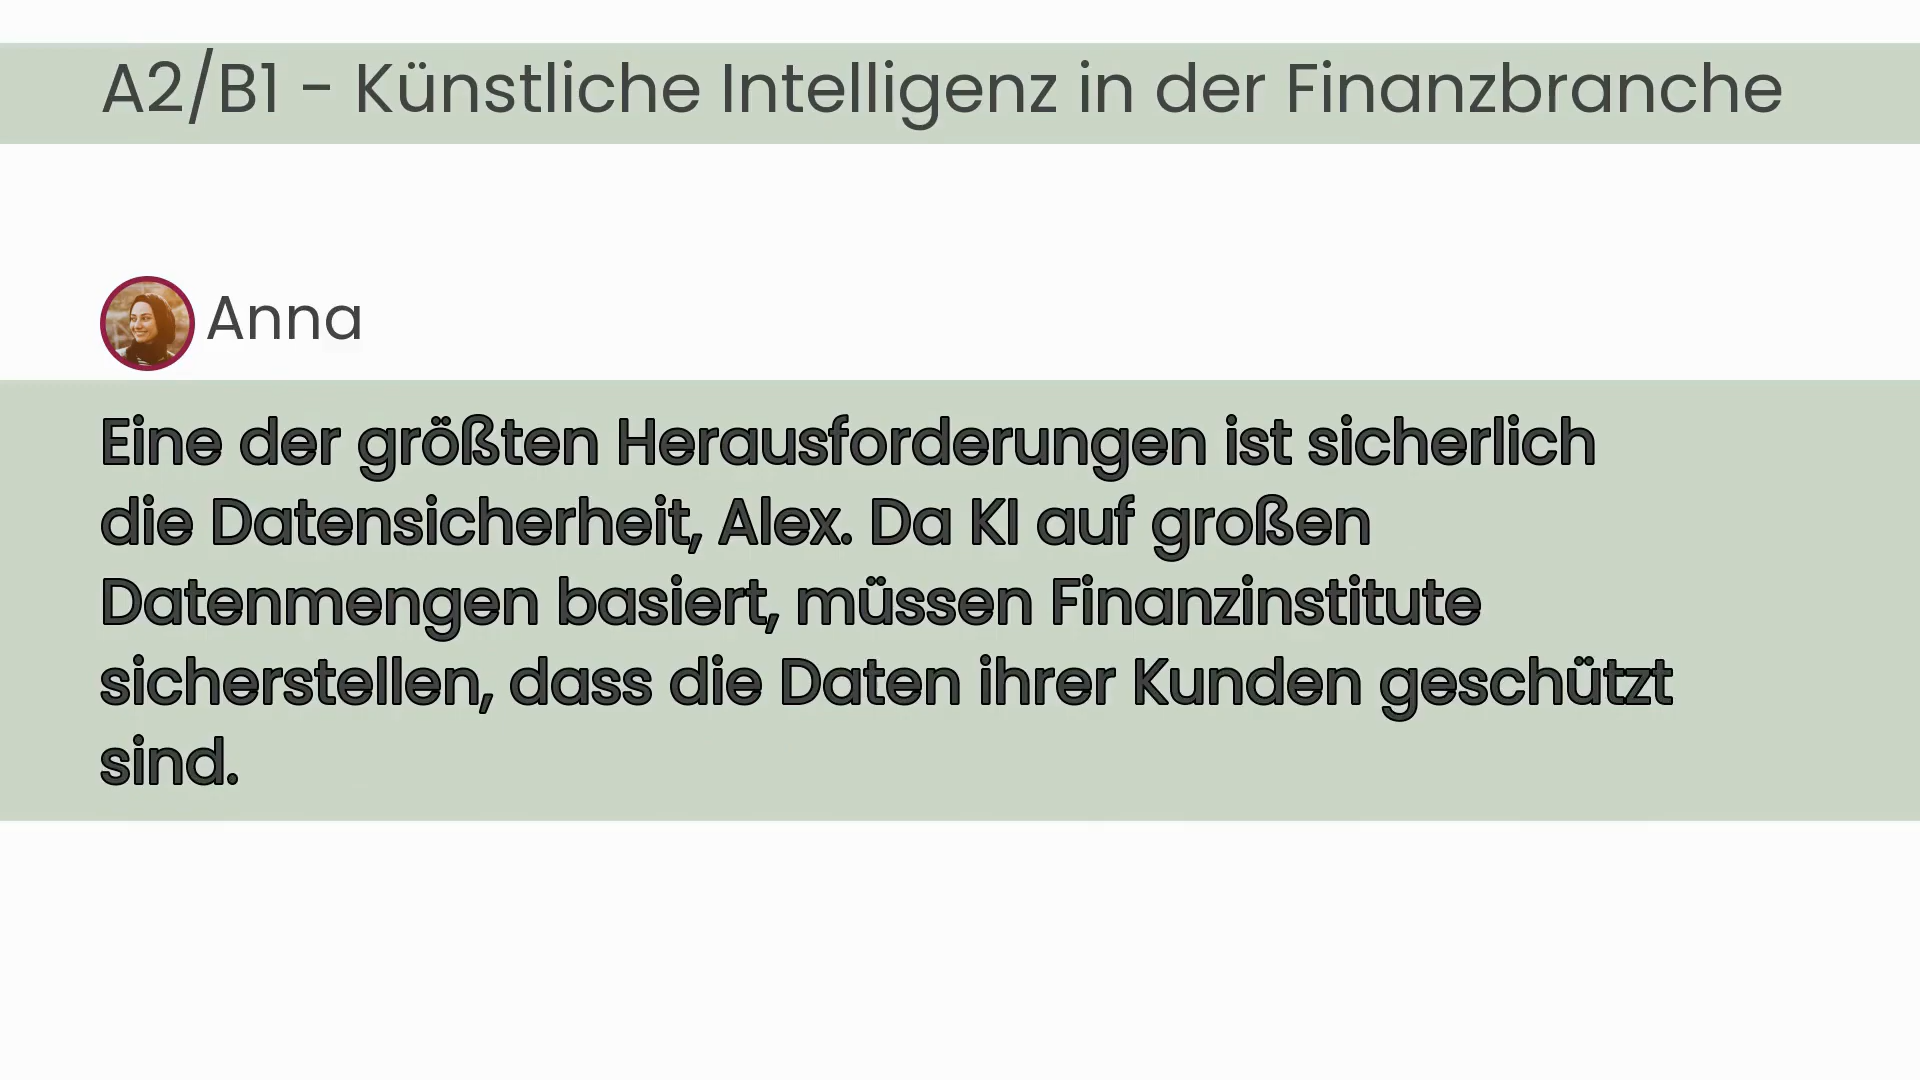 A2/B1 - Künstliche Intelligenz in der Finanzbranche
Anna
Eine der größten Herausforderungen ist sicherlich
die Datensicherheit, Alex. Da KI auf großen
Datenmengen basiert, müssen Finanzinstitute
sicherstellen, dass die Daten ihrer Kunden geschützt
sind.